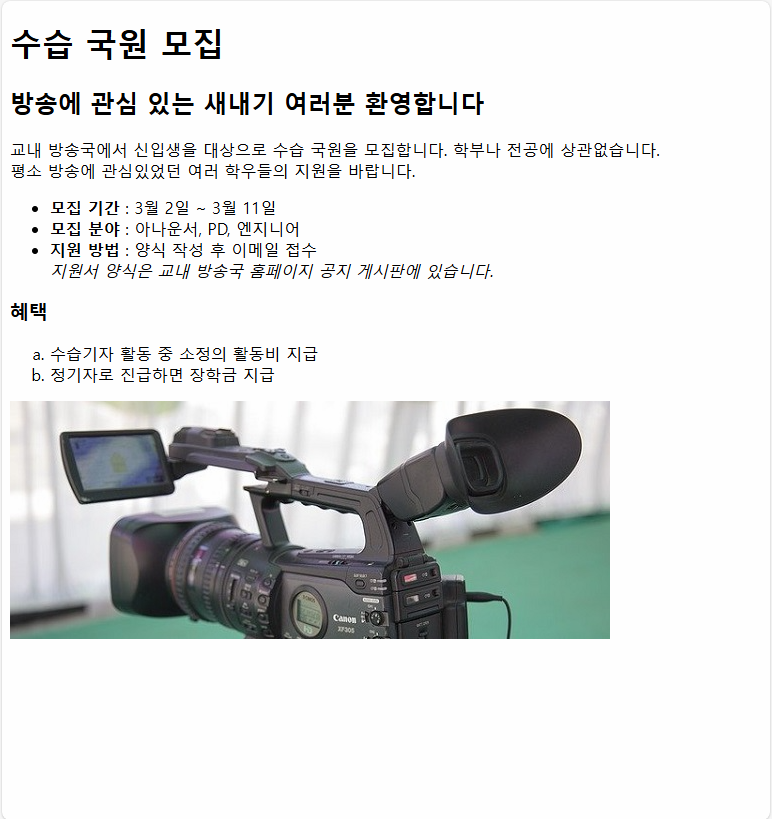 수습 국원 모집
방송에 관심 있는 새내기 여러분 환영합니다
교내 방송국에서 신입생을 대상으로 수습 국원을 모집합니다. 학부나 전공에 상관없습니다.
평소 방송에 관심있었던 여러 학우들의 지원을 바랍니다.
• 모집 기간 : 3월 2일 ~ 3월 11일
• 모집 분야 : 아나운서, PD, 엔지니어
• 지원 방법 : 양식 작성 후 이메일 접수
지원서 양식은 교내 방송국 홈페이지 공지 게시판에 있습니다.
혜택
a. 수습기자 활동 중 소정의 활동비 지급
b. 정기자로 진급하면 장학금 지급
Canon
XF305